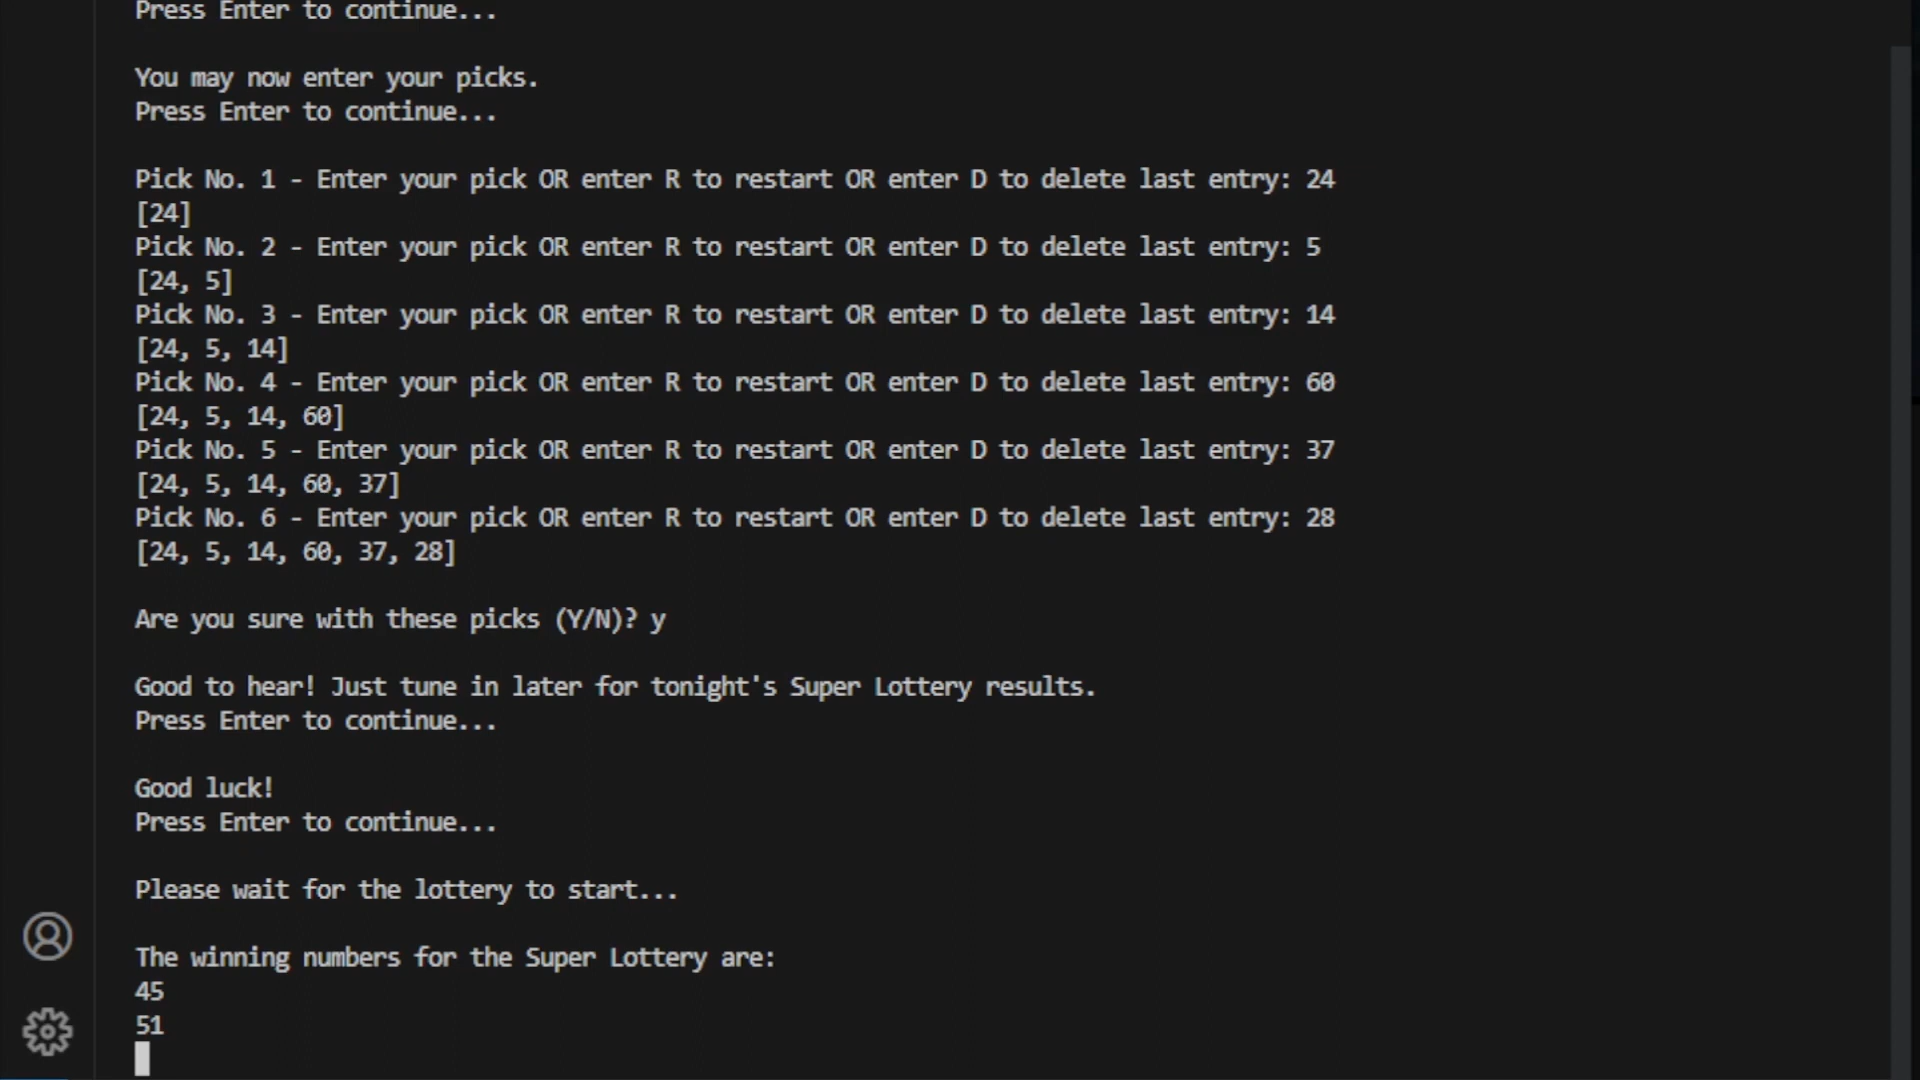 Press Enter to continue...
You may now enter your picks.
Press Enter to continue...
Pick No. 1 - Enter your pick OR enter R to restart OR enter D to delete last entry: 24
[24]
Pick No. 2 - Enter your pick OR enter R to restart OR enter D to delete last entry: 5
[24, 5]
Pick No. 3 - Enter your pick OR enter R to restart OR enter D to delete last entry: 14
[24, 5, 14]
Pick No. 4 - Enter your pick OR enter R to restart OR enter D to delete last entry: 60
[24, 5, 14, 60]
Pick No. 5 - Enter your pick OR enter R to restart OR enter D to delete last entry: 37
[24, 5, 14, 60, 37]
Pick No. 6 - Enter your pick OR enter R to restart OR enter D to delete last entry: 28
[24, 5, 14, 60, 37, 28]
Are you sure with these picks (Y/N)? y
Good to hear! Just tune in later for tonight's Super Lottery results.
Press Enter to continue...
Good luck!
Press Enter to continue...
Please wait for the lottery to start...
The winning numbers for the Super Lottery are:
45
51